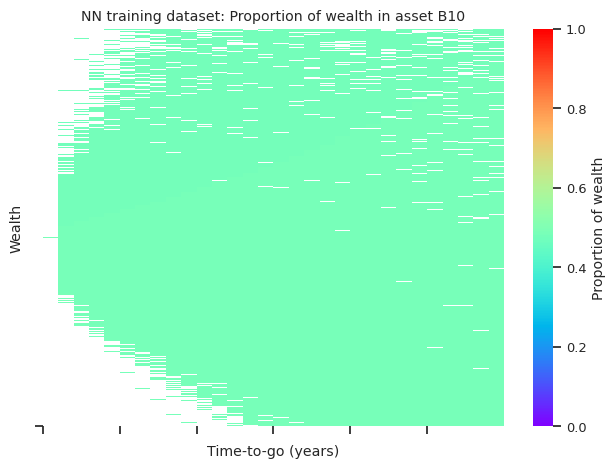 NN training dataset: Proportion of wealth in asset B10
Wealth
Time-to-go (years)
1.0
0.8
0.6
0.4
0.2
0.0
Proportion of wealth